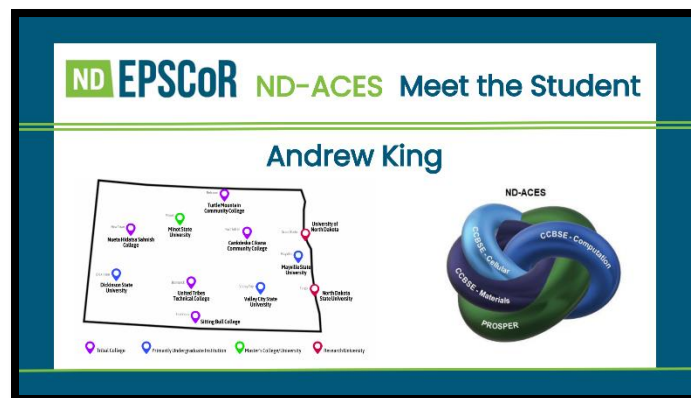 ND EPSCoR ND-ACES Meet the Student
Andrew King
Turtle Mountain
Community College
Nueta Hidatsa Sahnish
College
Minot State
University
Cankdeska Cikana
Community College
University of
North Dakota
Mayville State
University
Dickinson State
University
United Tribes
Technical College
Valley City State
University
North Dakota
State University
Sitting Bull College
Tribal College
Primarily Undergraduate Institution
Master's College/University
Research University
ND-ACES
CCBSE - Cellular
CCBSE - Computation
CCBSE - Materials
PROSPER